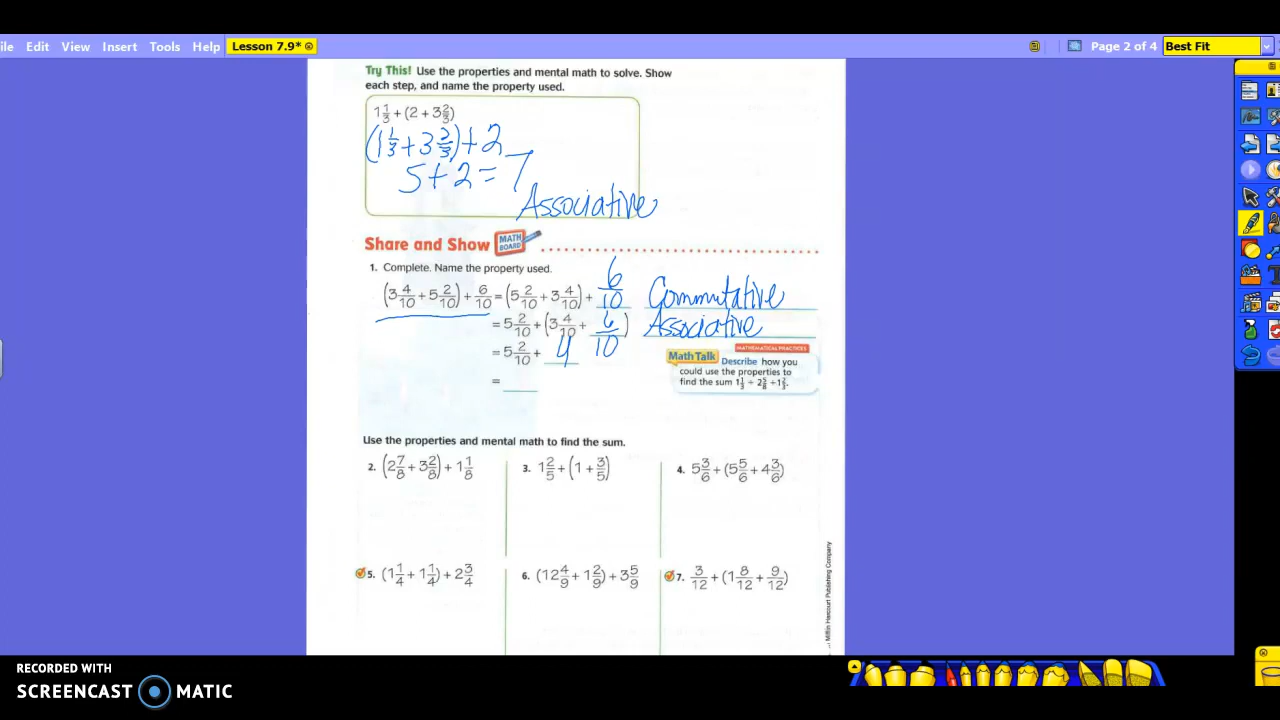 ile Edit View Insert Tools Help Lesson 7.9* Page 2 of 4 Best Fit
Try This! Use the properties and mental math to solve. Show
each step, and name the property used.
1 1/3 + (2 + 3 2/3)
(1 1/3 + 3 2/3) + 2
5 + 2 = 7
Associative
Share and Show MATH BOARD
1. Complete. Name the property used.
(3 4/10 + 5 2/10) + 6/10 = (5 2/10 + 3 4/10) + 6/10 Commutative
= 5 2/10 + (3 4/10 + 6/10) Associative
= 5 2/10 + 4
= ___
MATHEMATICAL PRACTICES
Math Talk Describe how you
could use the properties to
find the sum 1 1/3 + 2 5/8 + 1 2/3.
Use the properties and mental math to find the sum.
2. (2 7/8 + 3 2/8) + 1 1/8
3. 1 2/5 + (1 + 3/5)
4. 5 3/6 + (5 5/6 + 4 3/6)
5. (1 1/4 + 1 1/4) + 2 3/4
6. (12 4/9 + 1 2/9) + 3 5/9
7. 3/12 + (1 8/12 + 9/12)
Mifflin Harcourt Publishing Company
RECORDED WITH
SCREENCAST MATIC